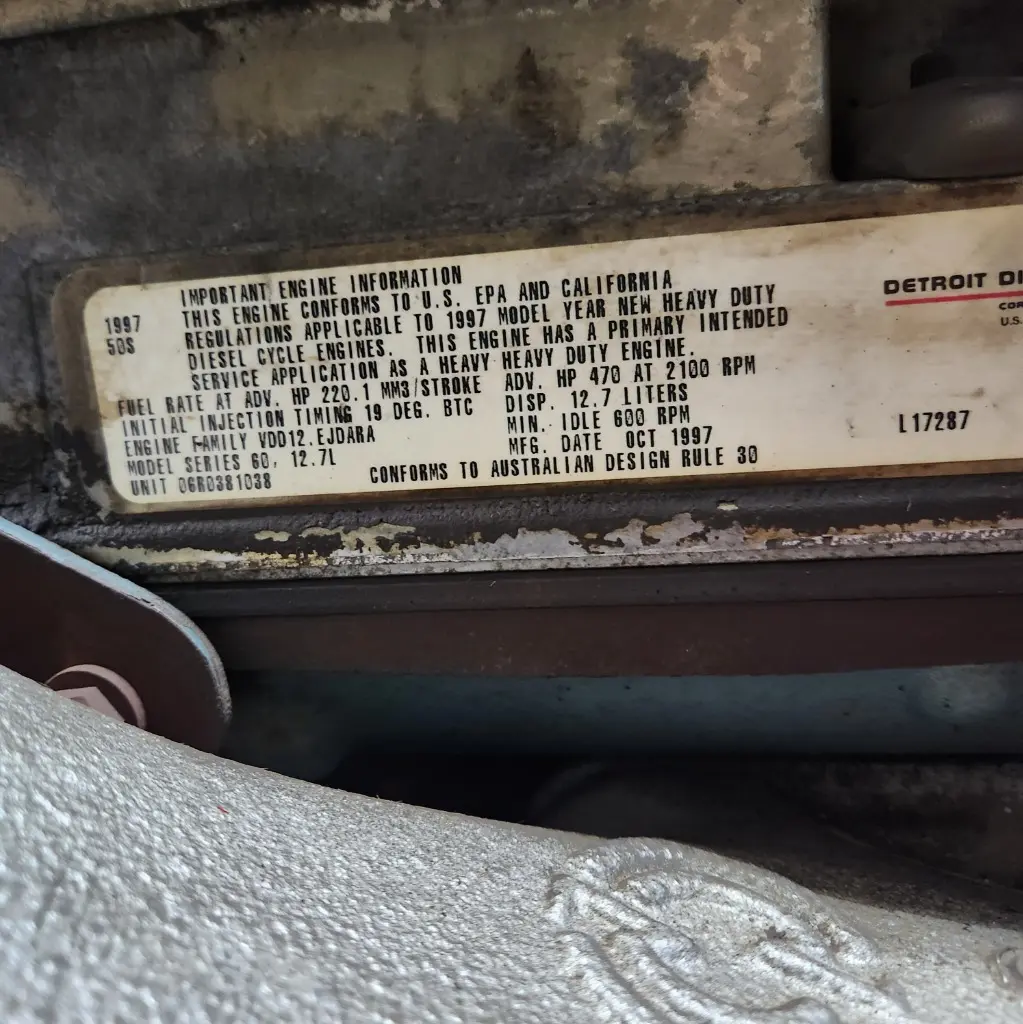 IMPORTANT ENGINE INFORMATION
1997 THIS ENGINE CONFORMS TO U.S. EPA AND CALIFORNIA
50S REGULATIONS APPLICABLE TO 1997 MODEL YEAR NEW HEAVY DUTY
DIESEL CYCLE ENGINES. THIS ENGINE HAS A PRIMARY INTENDED
SERVICE APPLICATION AS A HEAVY HEAVY DUTY ENGINE.
FUEL RATE AT ADV. HP 220.1 MM3/STROKE ADV. HP 470 AT 2100 RPM
INITIAL INJECTION TIMING 19 DEG. BTC DISP. 12.7 LITERS
ENGINE FAMILY VDD12.EJDARA MIN. IDLE 600 RPM
MODEL SERIES 60, 12.7L MFG. DATE OCT 1997
UNIT 06R0381038 CONFORMS TO AUSTRALIAN DESIGN RULE 30
DETROIT DI
COR
U.S.
L17287